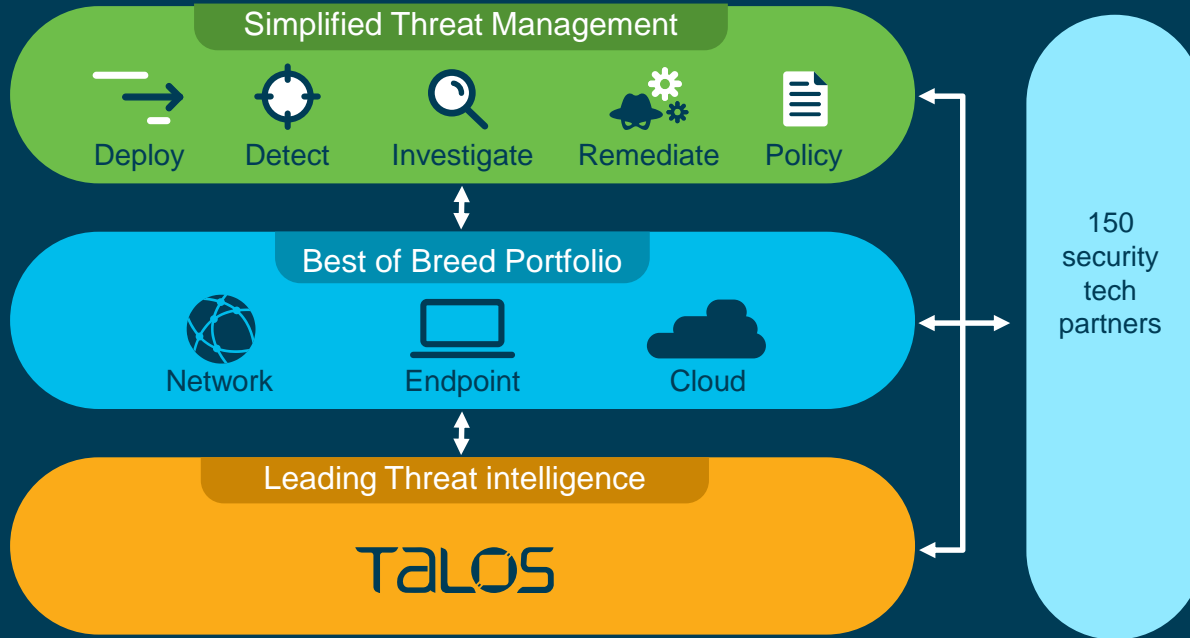 Simplified Threat Management
Deploy Detect Investigate Remediate Policy
Best of Breed Portfolio
Network Endpoint Cloud
Leading Threat intelligence
TALOS
150
security
tech
partners